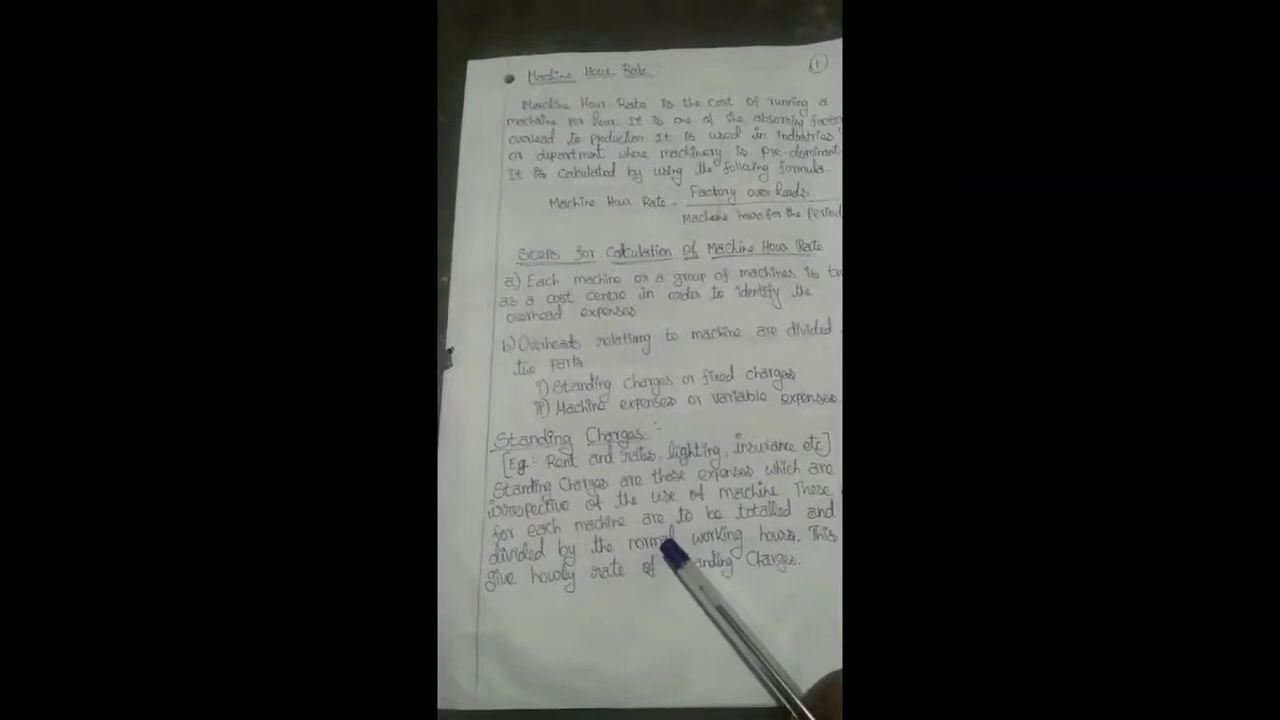 Machine Hour Rate :-
1
Machine Hour Rate is the cost of running a
machine per hour It is one of the absorbing factory
overload to production It is used in industries
or department where machinery is pre-dominant
It is calculated by using the following formula.
Machine Hour Rate = Factory over Heads
Machine hours for the Period
Steps for Calculation of Machine Hour Rate
a) Each machine or a group of machines is
as a cost centre in order to identify the
overhead expenses
b) Overheads relating to machine are divided
two parts
i) Standing Charges or fixed charges
ii) Machine expenses or variable expenses
Standing Charges :-
[Eg:- Rent and rates, lighting, insurance etc]
Standing Charges are those expenses which are
irrespective of the use of machine These
for each machine are to be totalled and
divided by the normal working hours. This
give hourly rate of Charges.